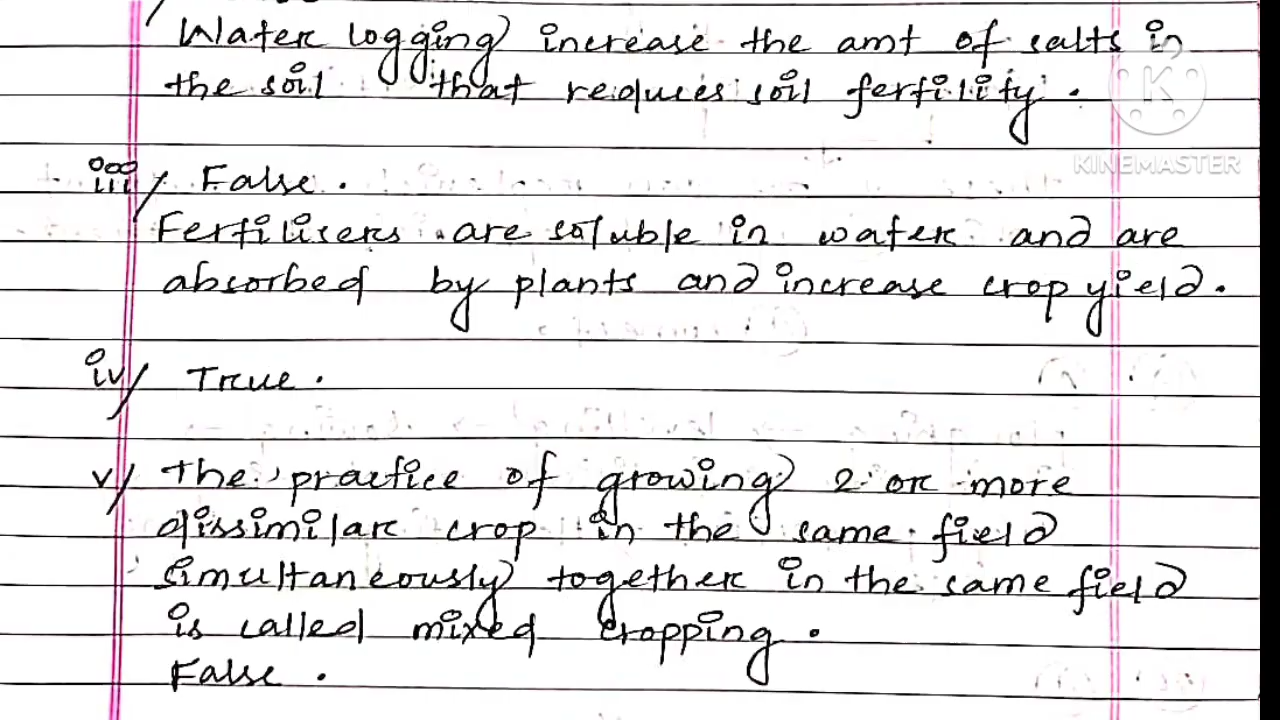 Water logging increase the amt of salts in
the soil that reduces soil fertility.
KINEMASTER
iii/ False.
Fertilisers are soluble in water and are
absorbed by plants and increase crop yield.
iv/ True.
v/ The practice of growing 2 or more
dissimilar crop in the same field
simultaneously together in the same field
is called mixed cropping.
False.